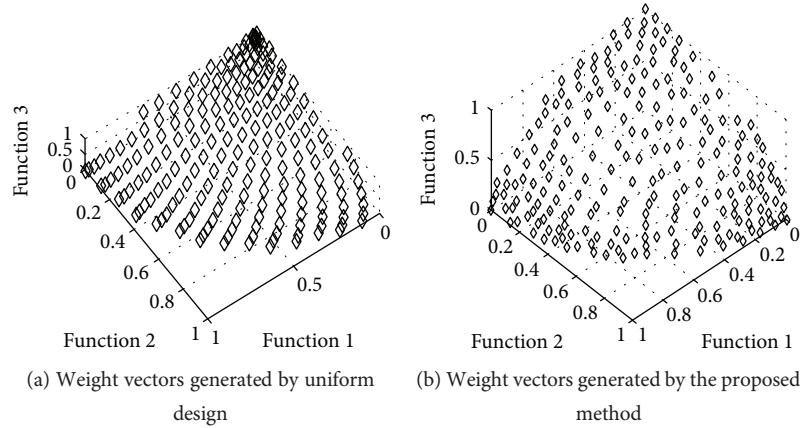 Function 3
1
0.5
0
0
0.2
0.4
0.6
0.8
1
1
0.5
0
Function 2
Function 1
(a) Weight vectors generated by uniform
design
Function 3
1
0.5
0
0
0.2
0.4
0.6
0.8
1
1
0.8
0.6
0.4
0.2
0
Function 2
Function 1
(b) Weight vectors generated by the proposed
method